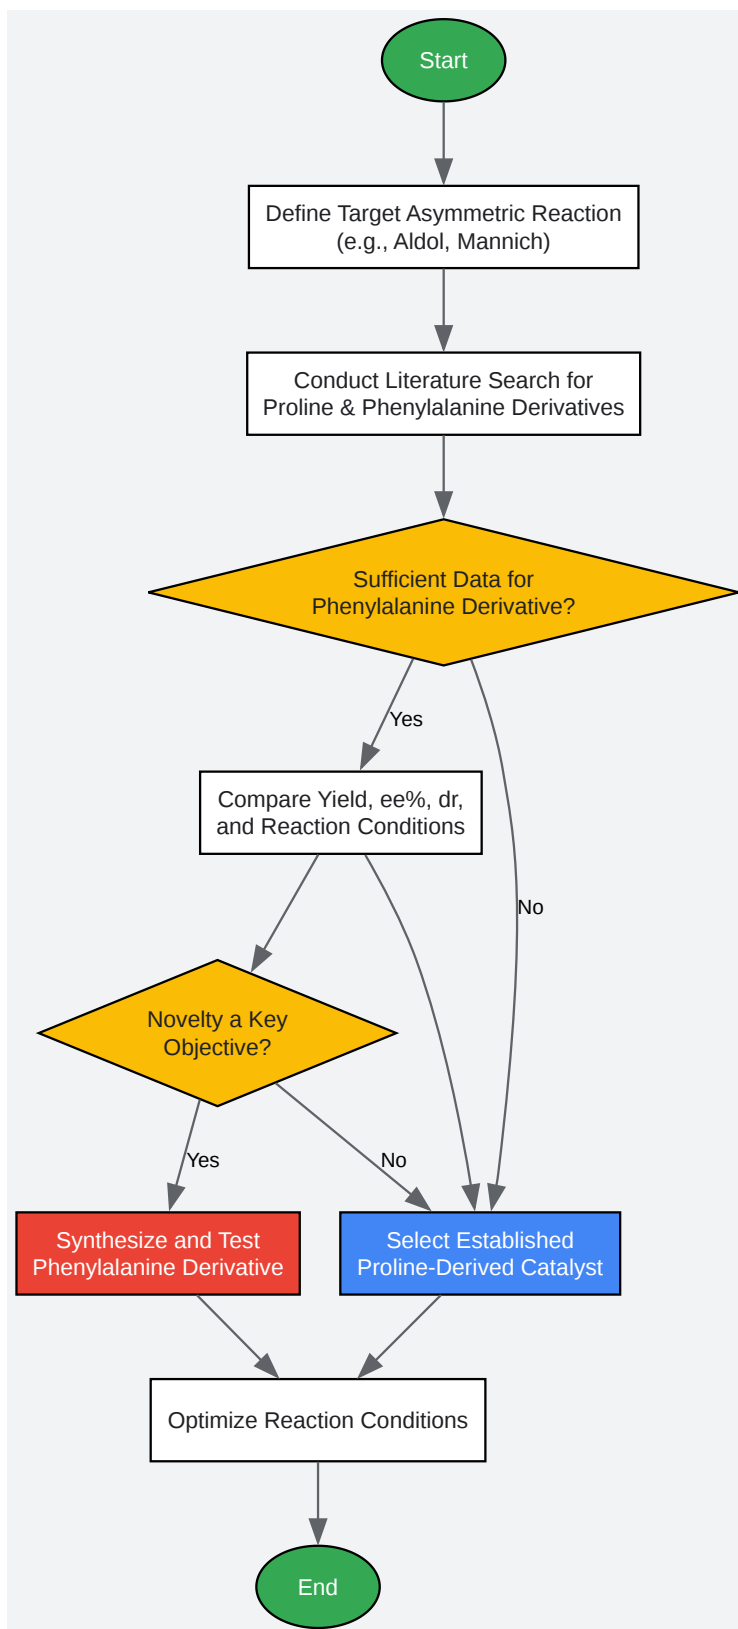 Start
Define Target Asymmetric Reaction
(e.g., Aldol, Mannich)
Conduct Literature Search for
Proline & Phenylalanine Derivatives
Sufficient Data for
Phenylalanine Derivative?
Yes
Compare Yield, ee%, dr,
and Reaction Conditions
No
Novelty a Key
Objective?
Yes
No
Synthesize and Test
Phenylalanine Derivative
Select Established
Proline-Derived Catalyst
Optimize Reaction Conditions
End